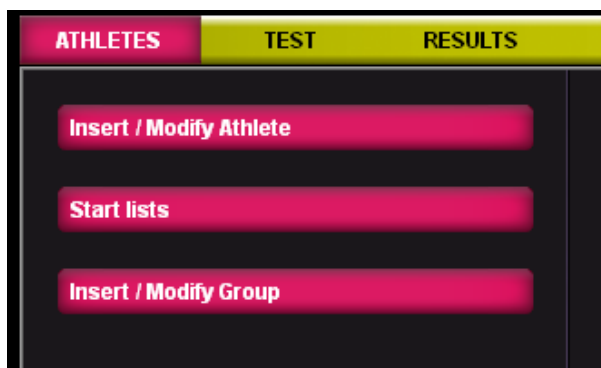 ATHLETES TEST RESULTS
Insert / Modify Athlete
Start lists
Insert / Modify Group